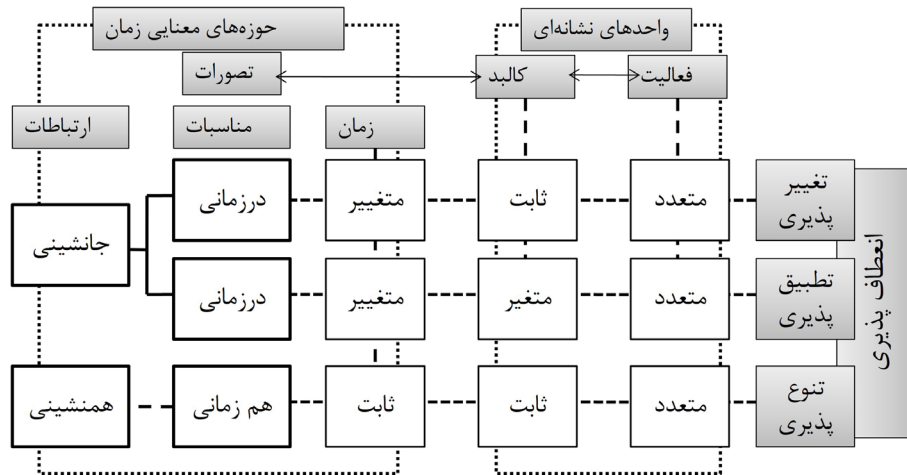 واحدهای نشانه‌ای
حوزه‌های معنایی زمان
فعالیت
کالبد
تصورات
زمان
مناسبات
ارتباطات
انعطاف پذیری
تغییر
پذیری
متعدد
ثابت
متغییر
درزمانی
جانشینی
تطبیق
پذیری
متعدد
متغیر
متغییر
درزمانی
تنوع
پذیری
متعدد
ثابت
ثابت
هم زمانی
همنشینی